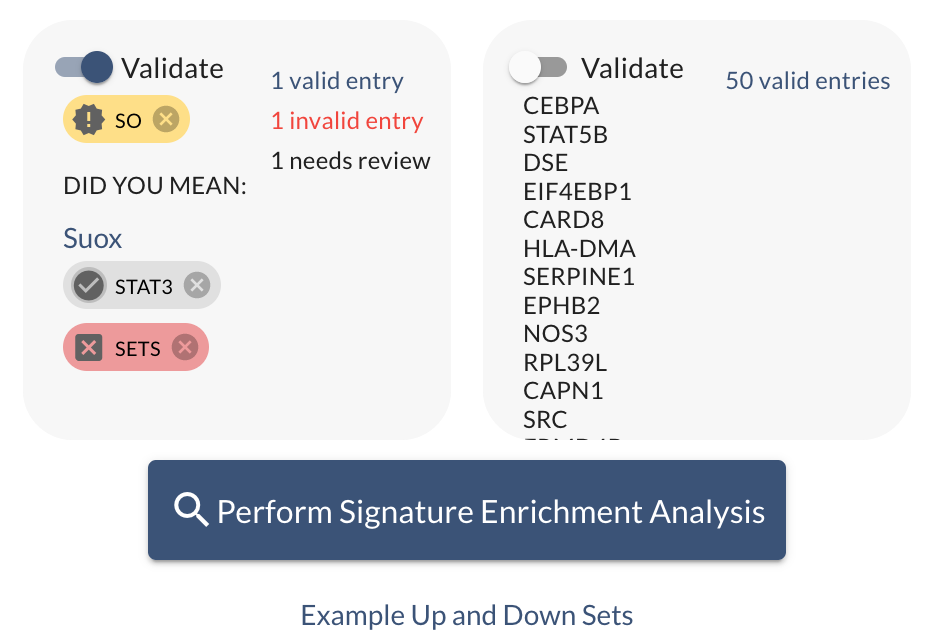 Validate
1 valid entry
1 invalid entry
1 needs review
SO
DID YOU MEAN:
Suox
STAT3
SETS
Validate
50 valid entries
CEBPA
STAT5B
DSE
EIF4EBP1
CARD8
HLA-DMA
SERPINE1
EPHB2
NOS3
RPL39L
CAPN1
SRC
Perform Signature Enrichment Analysis
Example Up and Down Sets